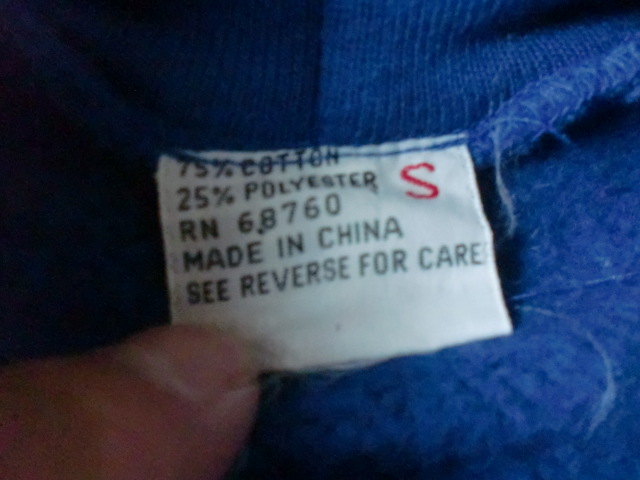 75% COTTON
25% POLYESTER S
RN 68760
MADE IN CHINA
SEE REVERSE FOR CARE